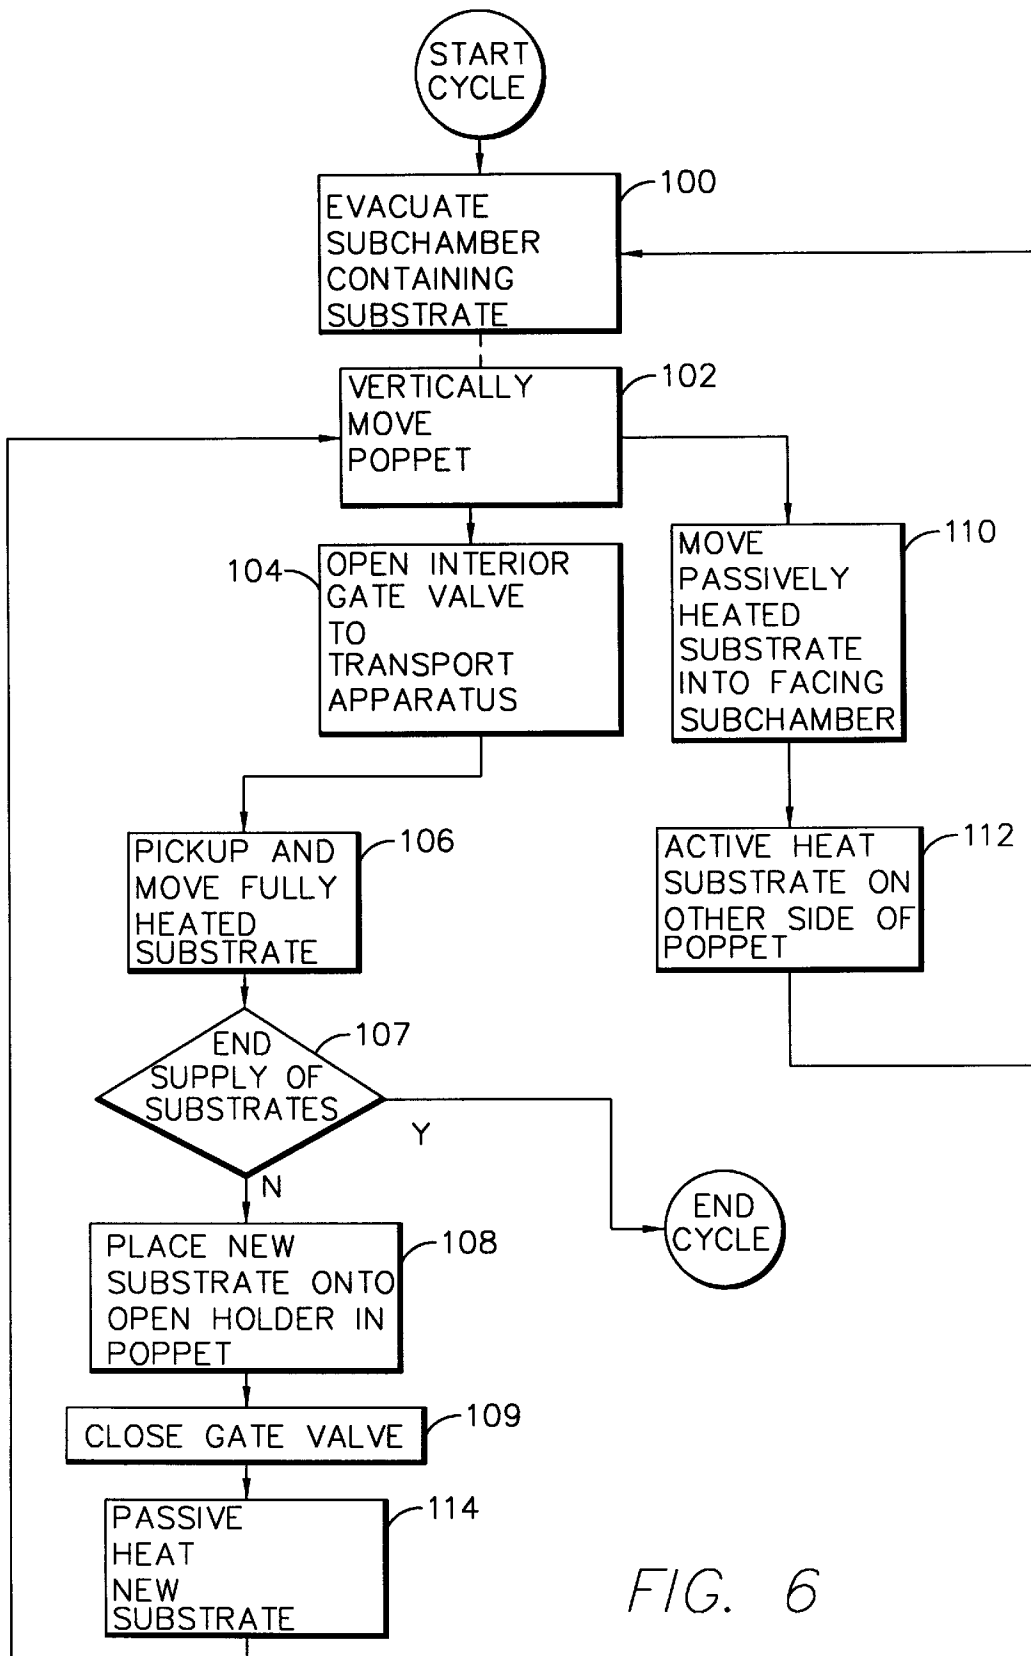 START
CYCLE
100
EVACUATE
SUBCHAMBER
CONTAINING
SUBSTRATE
102
VERTICALLY
MOVE
POPPET
104
OPEN INTERIOR
GATE VALVE
TO
TRANSPORT
APPARATUS
110
MOVE
PASSIVELY
HEATED
SUBSTRATE
INTO FACING
SUBCHAMBER
106
PICKUP AND
MOVE FULLY
HEATED
SUBSTRATE
112
ACTIVE HEAT
SUBSTRATE ON
OTHER SIDE OF
POPPET
107
END
SUPPLY OF
SUBSTRATES
Y
N
END
CYCLE
108
PLACE NEW
SUBSTRATE ONTO
OPEN HOLDER IN
POPPET
109
CLOSE GATE VALVE
114
PASSIVE
HEAT
NEW
SUBSTRATE
FIG. 6